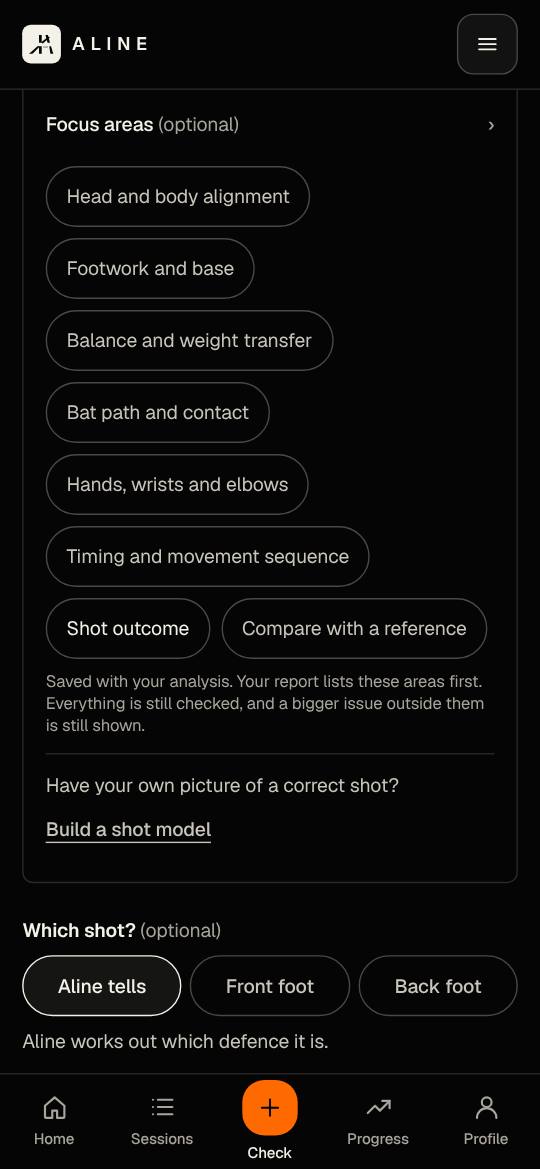 ALINE
Focus areas (optional)
Head and body alignment
Footwork and base
Balance and weight transfer
Bat path and contact
Hands, wrists and elbows
Timing and movement sequence
Shot outcome
Compare with a reference
Saved with your analysis. Your report lists these areas first.
Everything is still checked, and a bigger issue outside them
is still shown.
Have your own picture of a correct shot?
Build a shot model
Which shot? (optional)
Aline tells
Front foot
Back foot
Aline works out which defence it is.
Home
Sessions
Check
Progress
Profile